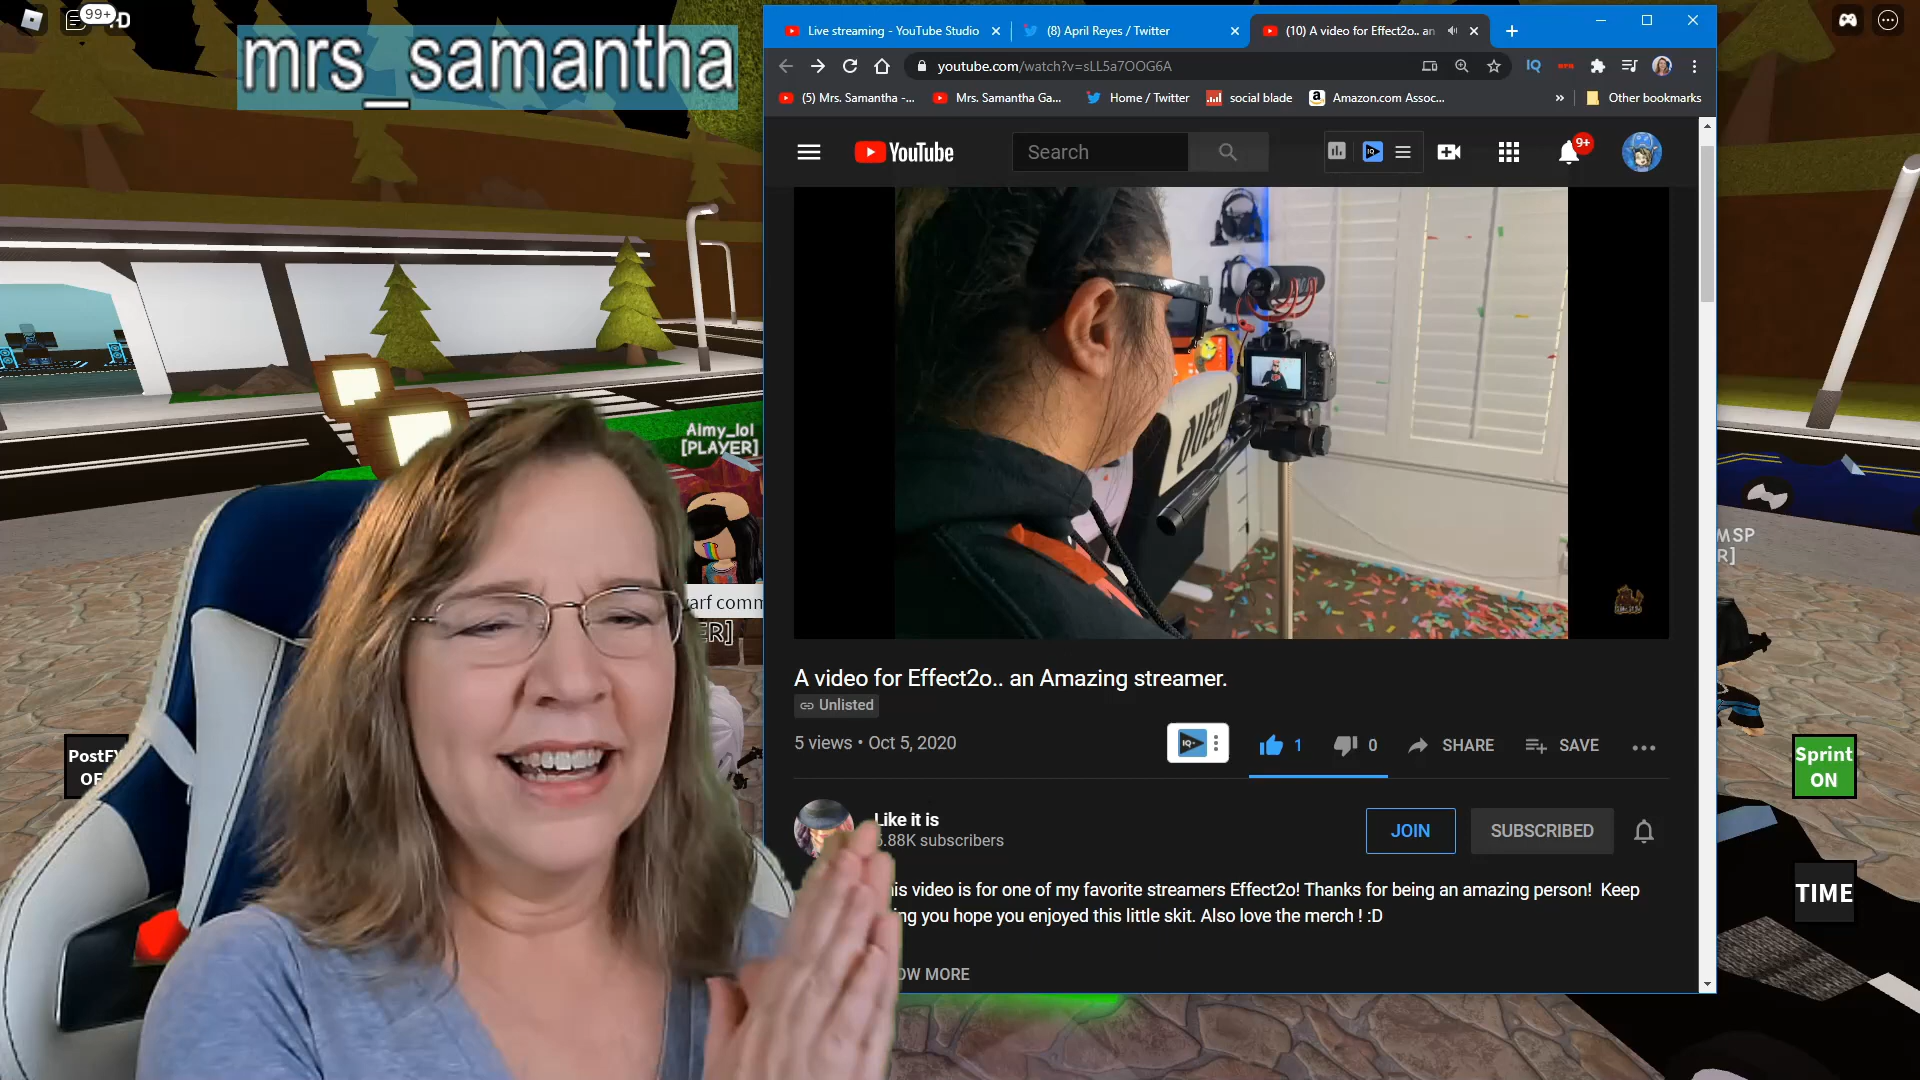 99+
mrs_samantha
Live streaming - YouTube Studio
(8) April Reyes / Twitter
(10) A video for Effect2o.. an
youtube.com/watch?v=sLL5a7OOG6A
(5) Mrs. Samantha -...
Mrs. Samantha Ga...
Home / Twitter
social blade
Amazon.com Assoc...
»
Other bookmarks
YouTube
Search
9+
QUEEN
Aimy_lol
[PLAYER]
A video for Effect2o.. an Amazing streamer.
Unlisted
5 views • Oct 5, 2020
IQ
1
0
SHARE
SAVE
Like it is
.88K subscribers
JOIN
SUBSCRIBED
is video is for one of my favorite streamers Effect2o! Thanks for being an amazing person! Keep
ng you hope you enjoyed this little skit. Also love the merch ! :D
OW MORE
PostF
OF
Sprint
ON
TIME